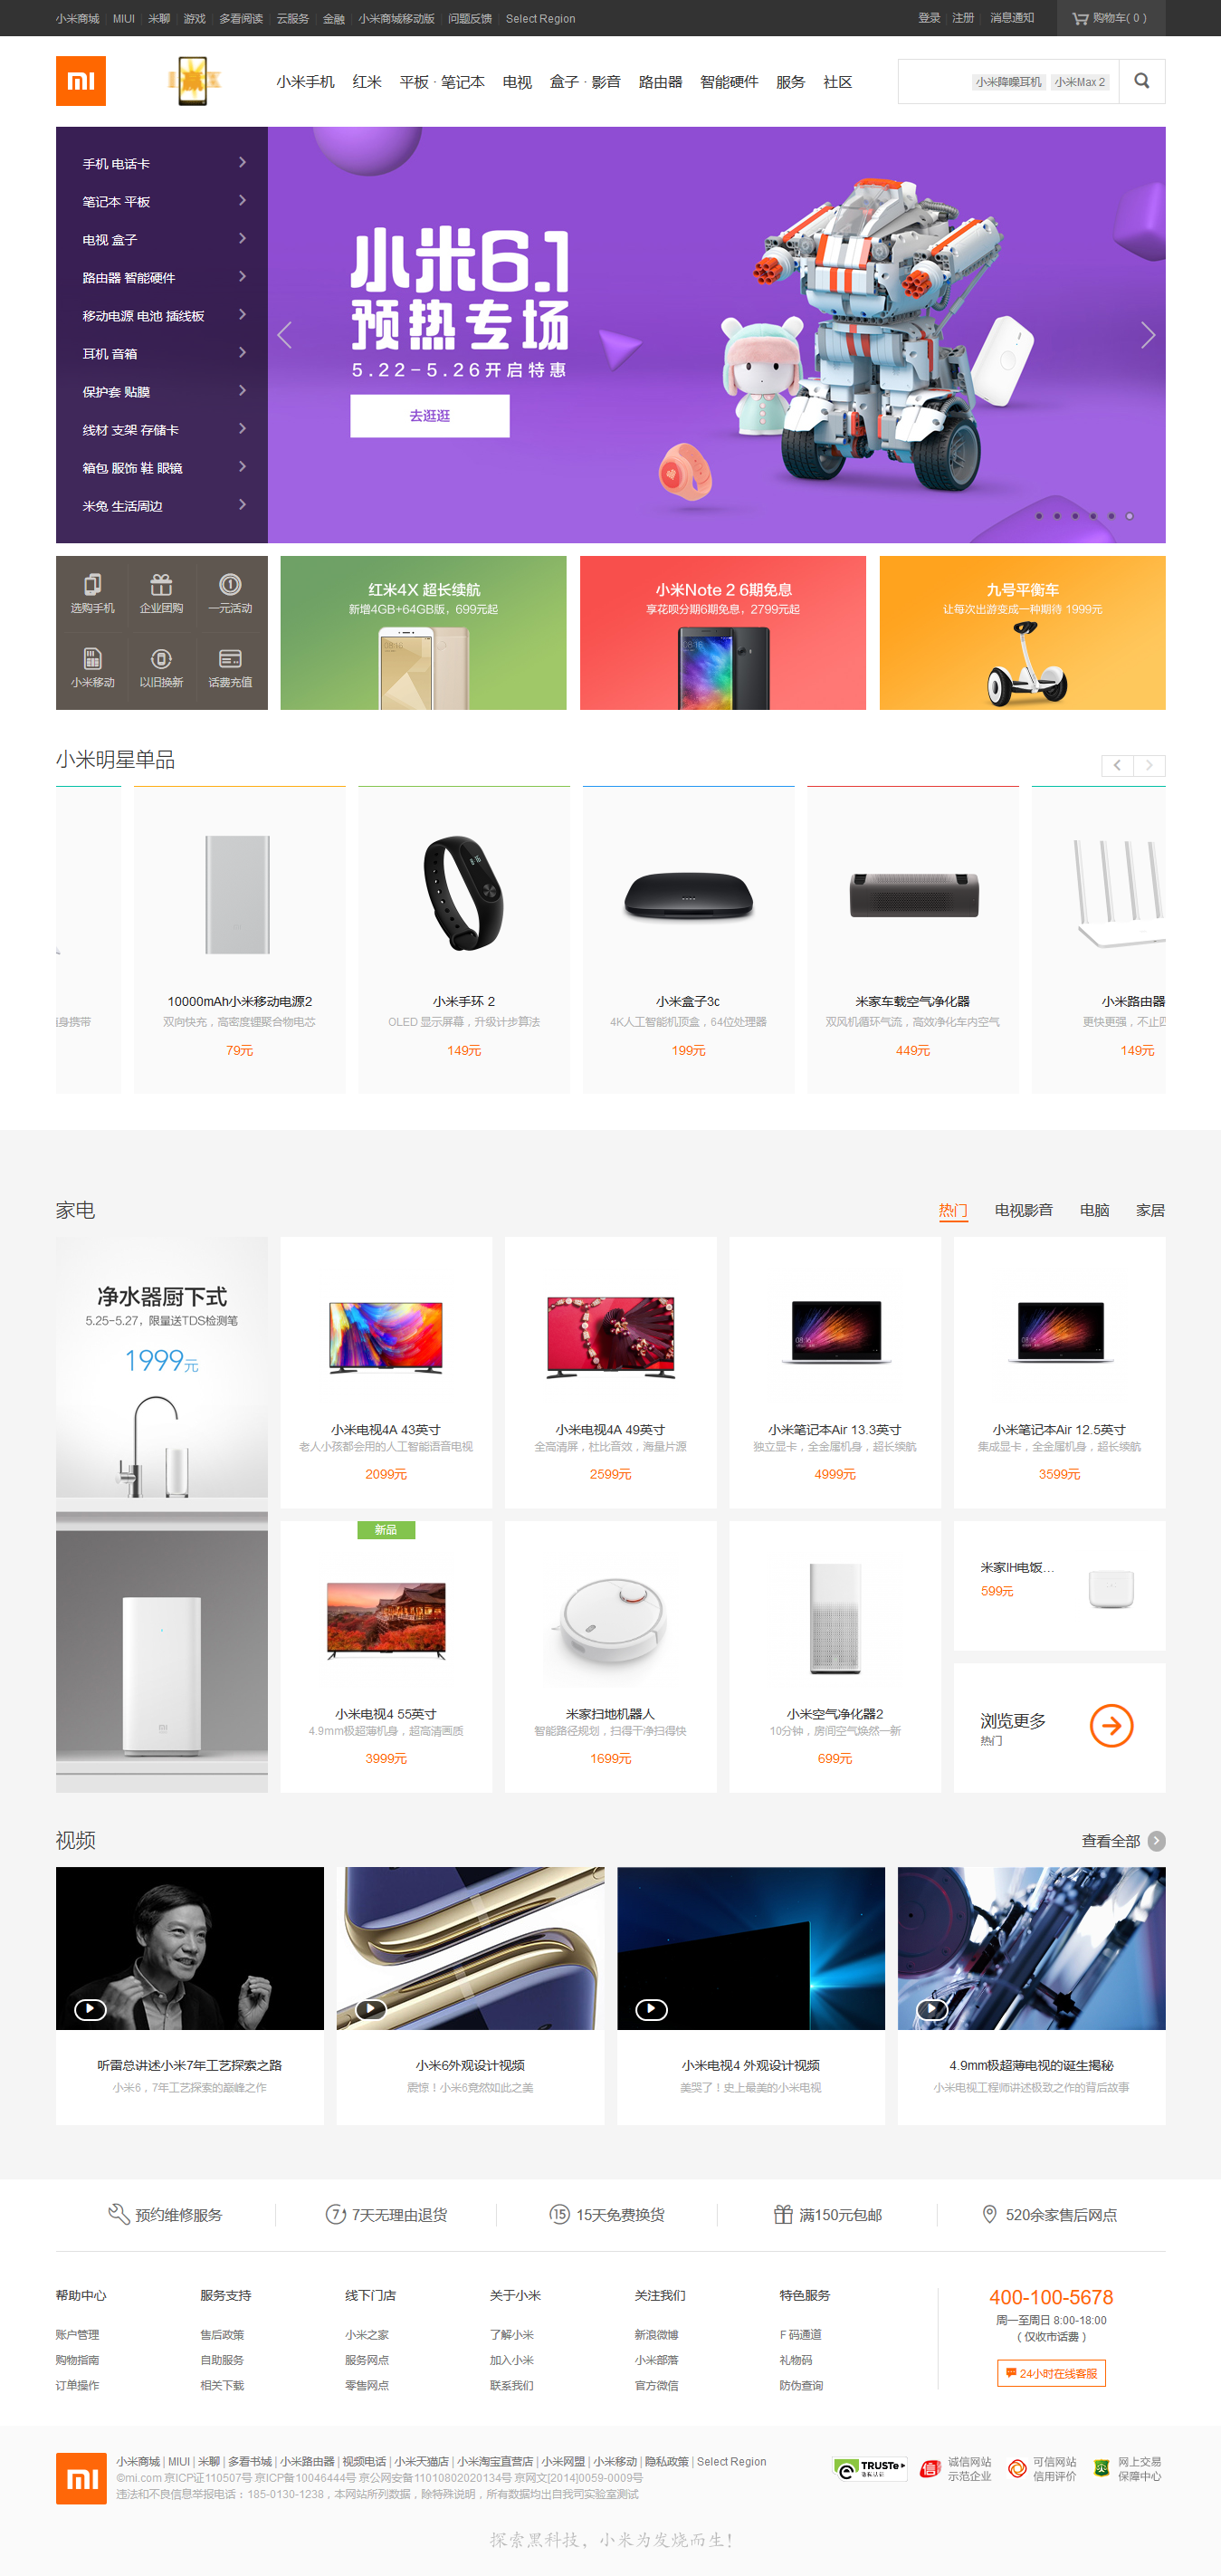 小米商城 | MIUI | 米聊 | 游戏 | 多看阅读 | 云服务 | 金融 | 小米商城移动版 | 问题反馈 | Select Region
登录 | 注册 | 消息通知
购物车( 0 )
小米手机 红米 平板 · 笔记本 电视 盒子 · 影音 路由器 智能硬件 服务 社区
小米降噪耳机 小米Max 2
手机 电话卡
笔记本 平板
电视 盒子
路由器 智能硬件
移动电源 电池 插线板
耳机 音箱
保护套 贴膜
线材 支架 存储卡
箱包 服饰 鞋 眼镜
米兔 生活周边
小米6.1
预热专场
5.22-5.26开启特惠
去逛逛
选购手机 企业团购 一元活动
小米移动 以旧换新 话费充值
红米4X 超长续航
新增4GB+64GB版，699元起
小米Note 2 6期免息
享花呗分期6期免息，2799元起
九号平衡车
让每次出游变成一种期待 1999元
小米明星单品
身携带
10000mAh小米移动电源2
双向快充，高密度锂聚合物电芯
79元
小米手环 2
OLED 显示屏幕，升级计步算法
149元
小米盒子3c
4K人工智能机顶盒，64位处理器
199元
米家车载空气净化器
双风机循环气流，高效净化车内空气
449元
小米路由器
更快更强，不止四
149元
家电
热门 电视影音 电脑 家居
净水器厨下式
5.25-5.27，限量送TDS检测笔
1999元
小米电视4A 43英寸
老人小孩都会用的人工智能语音电视
2099元
小米电视4A 49英寸
全高清屏，杜比音效，海量片源
2599元
小米笔记本Air 13.3英寸
独立显卡，全金属机身，超长续航
4999元
小米笔记本Air 12.5英寸
集成显卡，全金属机身，超长续航
3599元
新品
小米电视4 55英寸
4.9mm极超薄机身，超高清画质
3999元
米家扫地机器人
智能路径规划，扫得干净扫得快
1699元
小米空气净化器2
10分钟，房间空气焕然一新
699元
米家IH电饭...
599元
浏览更多
热门
视频
查看全部
听雷总讲述小米7年工艺探索之路
小米6，7年工艺探索的巅峰之作
小米6外观设计视频
震惊！小米6竟然如此之美
小米电视4 外观设计视频
美哭了！史上最美的小米电视
4.9mm极超薄电视的诞生揭秘
小米电视工程师讲述极致之作的背后故事
预约维修服务
7天无理由退货
15天免费换货
满150元包邮
520余家售后网点
帮助中心 服务支持 线下门店 关于小米 关注我们 特色服务
账户管理 售后政策 小米之家 了解小米 新浪微博 F 码通道
购物指南 自助服务 服务网点 加入小米 小米部落 礼物码
订单操作 相关下载 零售网点 联系我们 官方微信 防伪查询
400-100-5678
周一至周日 8:00-18:00
（仅收市话费）
24小时在线客服
小米商城 | MIUI | 米聊 | 多看书城 | 小米路由器 | 视频电话 | 小米天猫店 | 小米淘宝直营店 | 小米网盟 | 小米移动 | 隐私政策 | Select Region
©mi.com 京ICP证110507号 京ICP备10046444号 京公网安备11010802020134号 京网文[2014]0059-0009号
违法和不良信息举报电话：185-0130-1238，本网站所列数据，除特殊说明，所有数据均出自我司实验室测试
TRUSTe
诚信网站
示范企业
可信网站
信用评价
网上交易
保障中心
探索黑科技，小米为发烧而生！